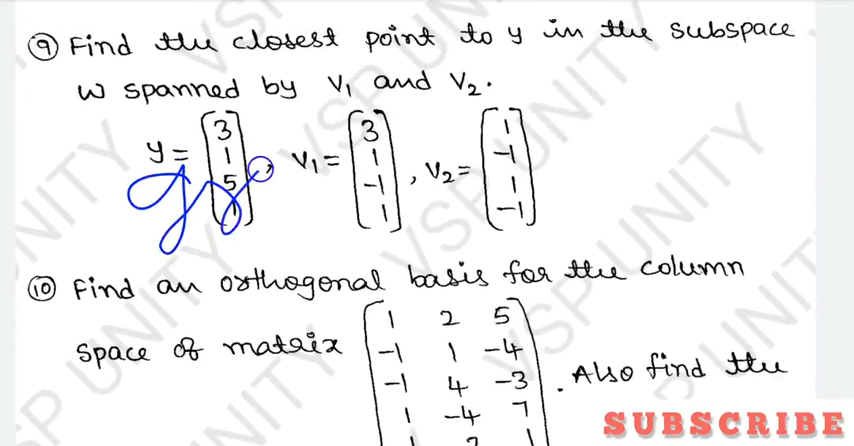 ⑨ Find the closest point to y in the subspace
W spanned by V₁ and V₂.
y = [3 1 5 1], V₁ = [3 1 -1 1], V₂ = [1 -1 1 -1]
⑩ Find an orthogonal basis for the column
space of matrix
1 2 5
-1 1 -4
-1 4 -3
1 -4 7
. Also find the
SUBSCRIBE
VSP UNITY